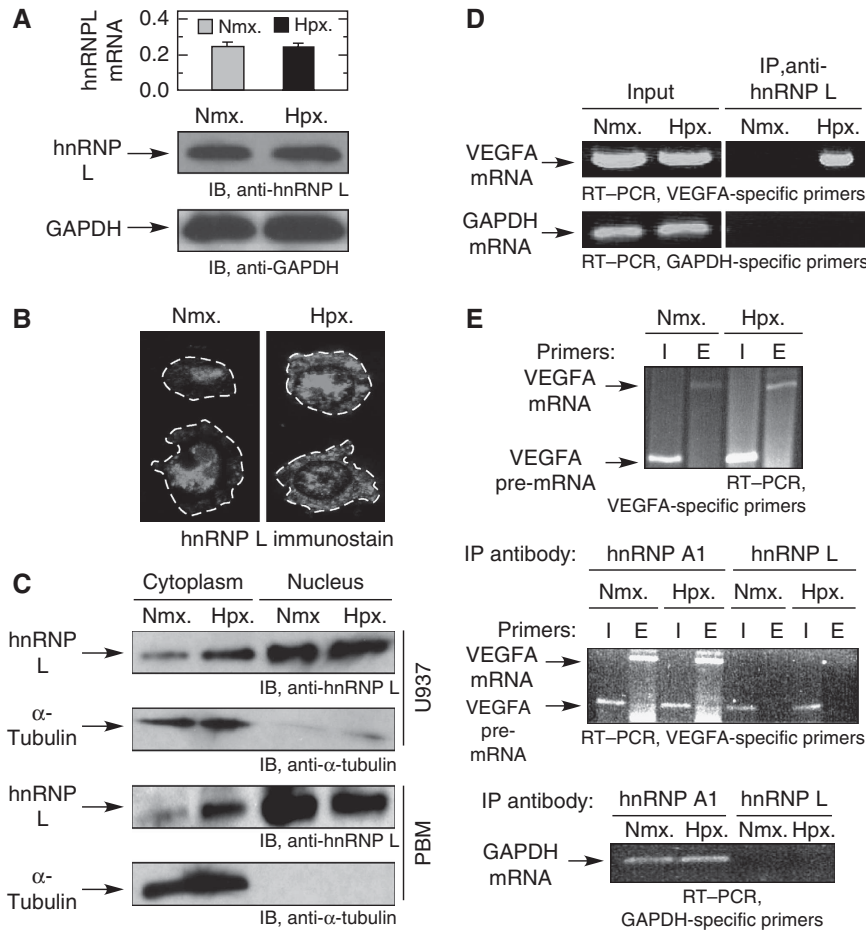 A
hnRNPL
mRNA
0.4
0.2
0.0
Nmx. Hpx.
Nmx. Hpx.
hnRNP
L
IB, anti-hnRNP L
GAPDH
IB, anti-GAPDH
B
Nmx. Hpx.
hnRNP L immunostain
C
Cytoplasm Nucleus
Nmx. Hpx. Nmx Hpx.
hnRNP
L
IB, anti-hnRNP L
α-
Tubulin
IB, anti-α-tubulin
U937
hnRNP
L
IB, anti-hnRNP L
α-
Tubulin
IB, anti-α-tubulin
PBM
D
IP,anti-
Input hnRNP L
Nmx. Hpx. Nmx. Hpx.
VEGFA
mRNA
RT–PCR, VEGFA-specific primers
GAPDH
mRNA
RT–PCR, GAPDH-specific primers
E
Nmx. Hpx.
Primers: I E I E
VEGFA
mRNA
VEGFA
pre-mRNA
RT–PCR,
VEGFA-specific primers
IP antibody: hnRNP A1 hnRNP L
Nmx. Hpx. Nmx. Hpx.
Primers: I E I E I E I E
VEGFA
mRNA
VEGFA
pre-
mRNA
RT–PCR, VEGFA-specific primers
IP antibody: hnRNP A1 hnRNP L
Nmx. Hpx. Nmx. Hpx.
GAPDH
mRNA
RT–PCR,
GAPDH-specific primers